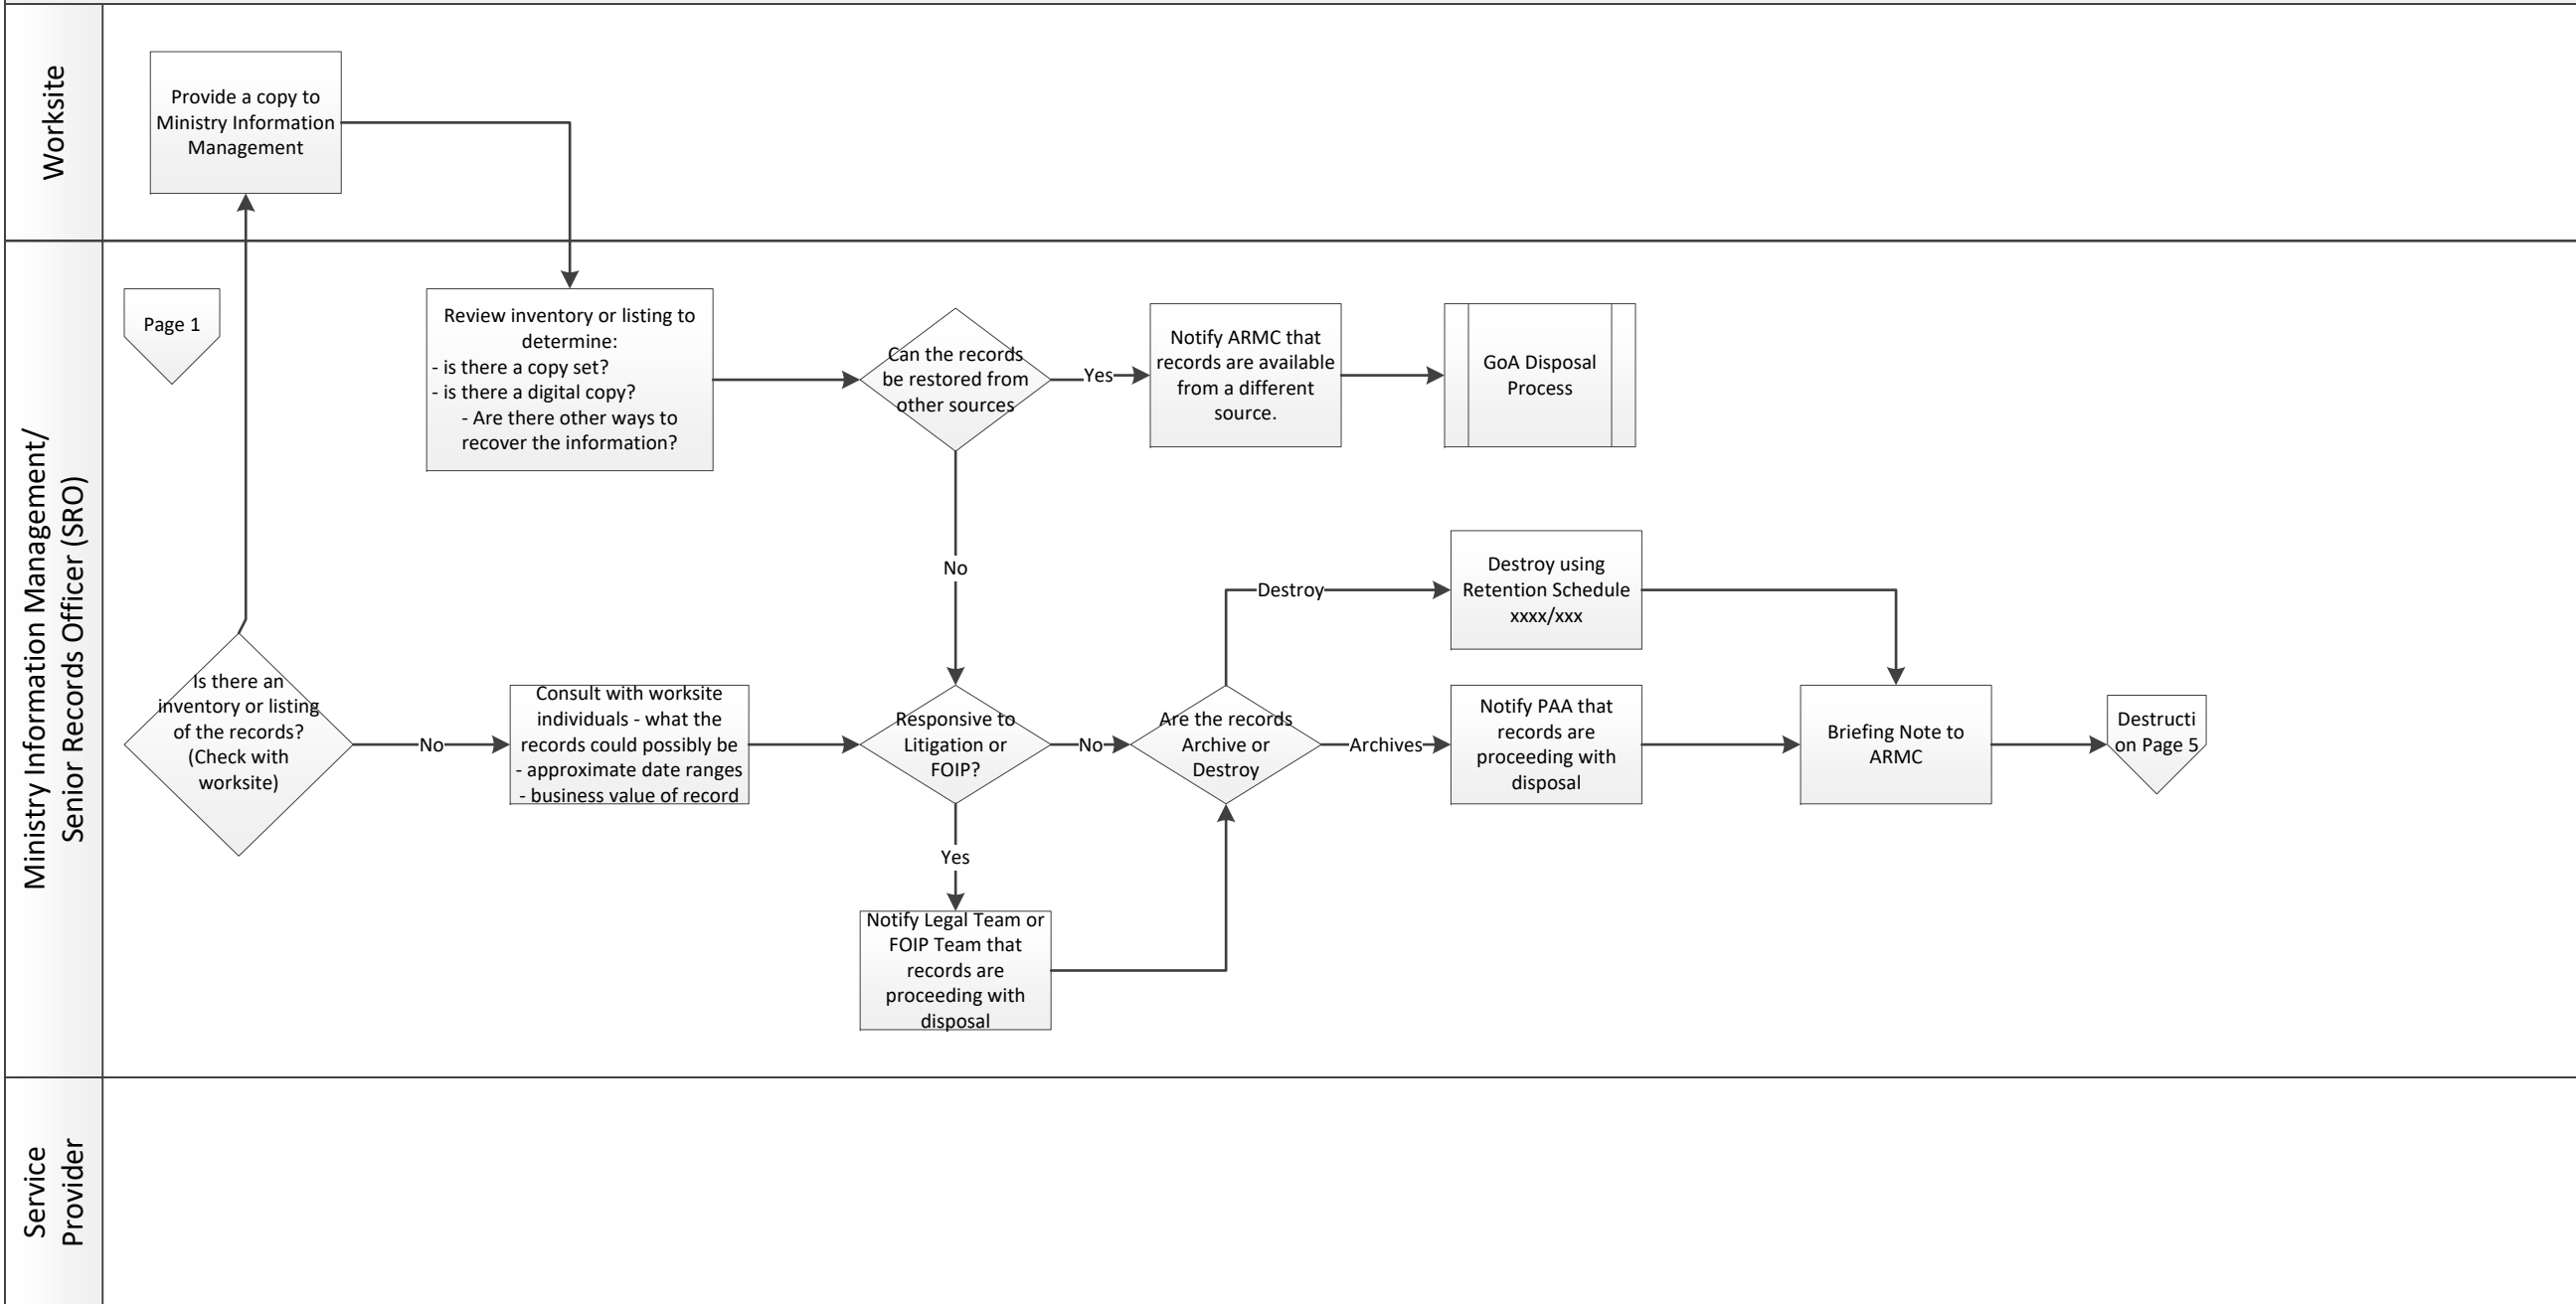 Worksite
Provide a copy to
Ministry Information
Management
Ministry Information Management/
Senior Records Officer (SRO)
Page 1
Review inventory or listing to
determine:
- is there a copy set?
- is there a digital copy?
- Are there other ways to
recover the information?
Can the records
be restored from
other sources
Yes
Notify ARMC that
records are available
from a different
source.
GoA Disposal
Process
No
Is there an
inventory or listing
of the records?
(Check with
worksite)
No
Consult with worksite
individuals - what the
records could possibly be
- approximate date ranges
- business value of record
Responsive to
Litigation or
FOIP?
No
Are the records
Archive or
Destroy
Destroy
Destroy using
Retention Schedule
xxxx/xxx
Archives
Notify PAA that
records are
proceeding with
disposal
Briefing Note to
ARMC
Destructi
on Page 5
Yes
Notify Legal Team or
FOIP Team that
records are
proceeding with
disposal
Service
Provider